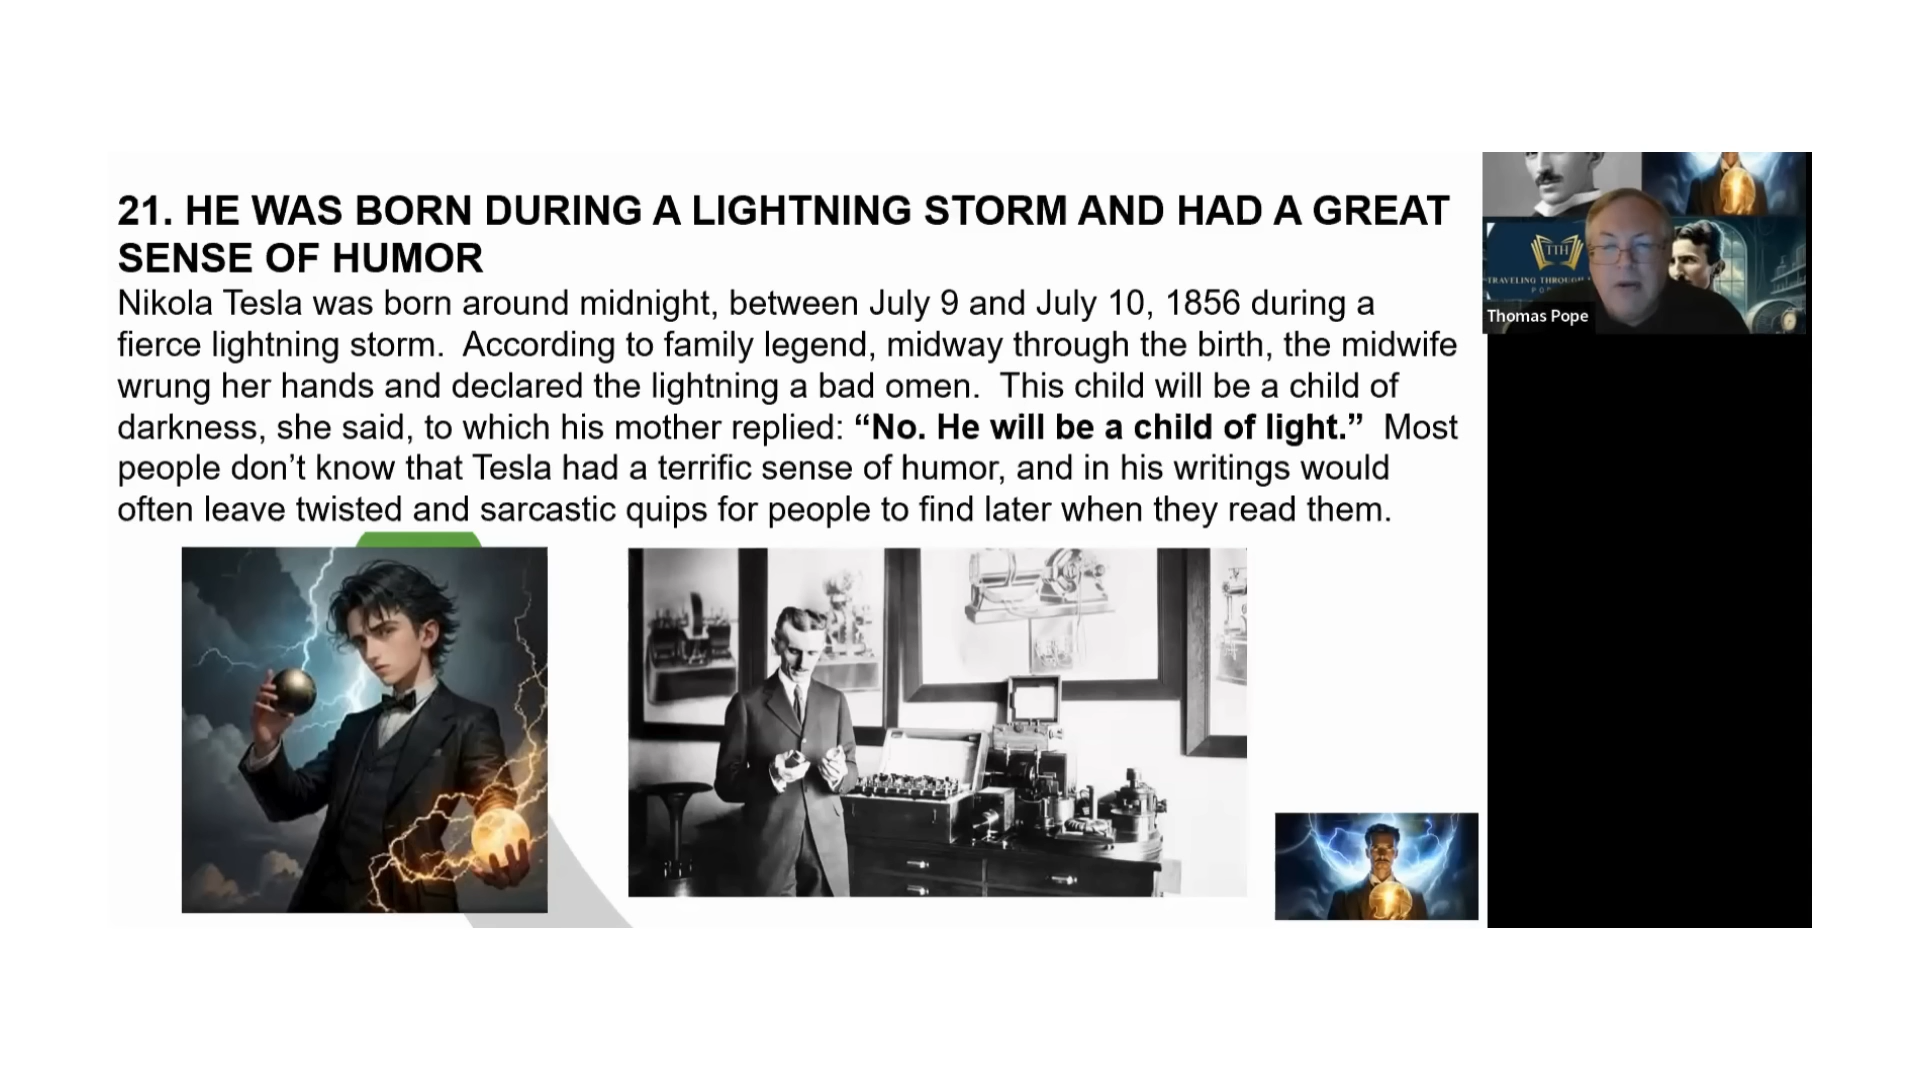 21. HE WAS BORN DURING A LIGHTNING STORM AND HAD A GREAT
SENSE OF HUMOR
Nikola Tesla was born around midnight, between July 9 and July 10, 1856 during a
fierce lightning storm.  According to family legend, midway through the birth, the midwife
wrung her hands and declared the lightning a bad omen.  This child will be a child of
darkness, she said, to which his mother replied: “No. He will be a child of light.”  Most
people don’t know that Tesla had a terrific sense of humor, and in his writings would
often leave twisted and sarcastic quips for people to find later when they read them.
TTH
TRAVELING THROUGH
Thomas Pope